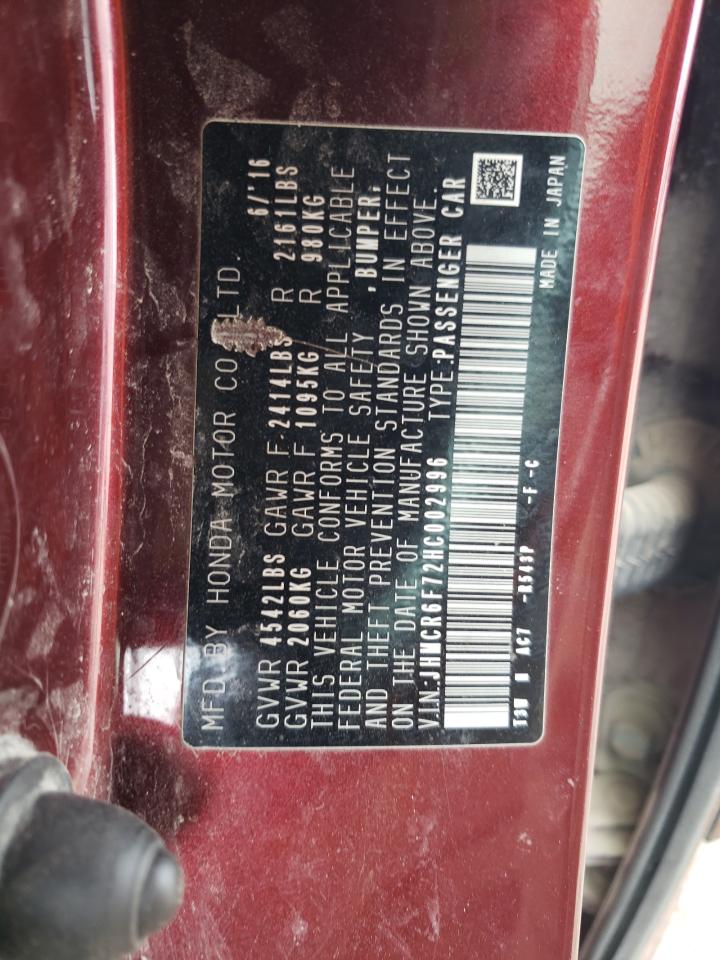 MFD BY HONDA MOTOR CO., LTD. 6/'16
GVWR 4542LBS GAWR F 2414LBS R 2161LBS
GVWR 2060KG GAWR F 1095KG R 980KG
THIS VEHICLE CONFORMS TO ALL APPLICABLE
FEDERAL MOTOR VEHICLE SAFETY ,BUMPER,
AND THEFT PREVENTION STANDARDS IN EFFECT
ON THE DATE OF MANUFACTURE SHOWN ABOVE.
V.I.N.:JHMCR6F72HC002996 TYPE:PASSENGER CAR
AC7 -R543P -F-C MADE IN JAPAN